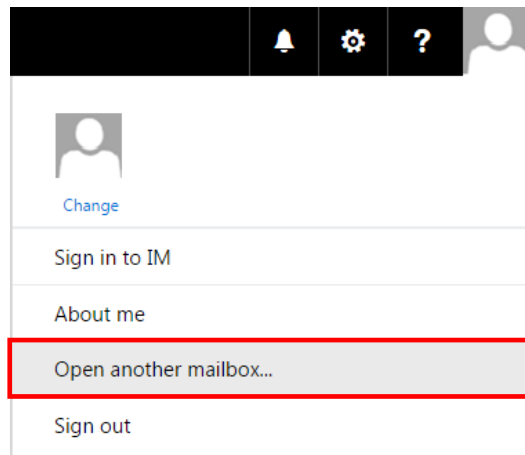 ?
Change
Sign in to IM
About me
Open another mailbox...
Sign out